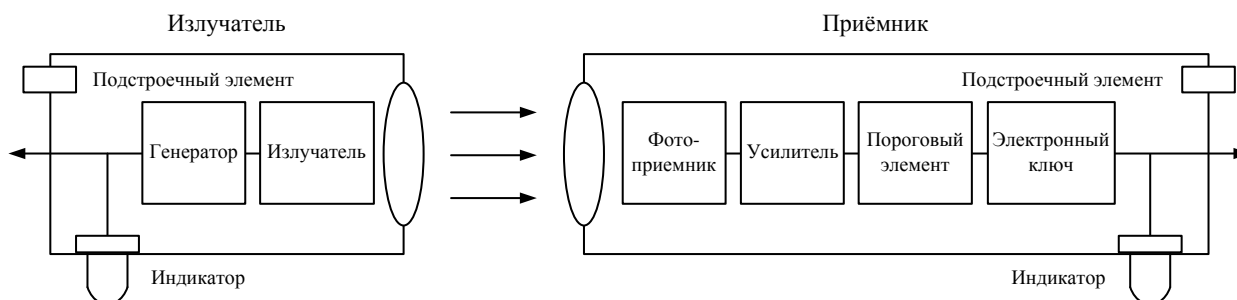 Излучатель
Приёмник
Подстроечный элемент
Подстроечный элемент
Генератор
Излучатель
Фото-
приемник
Усилитель
Пороговый
элемент
Электронный
ключ
Индикатор
Индикатор